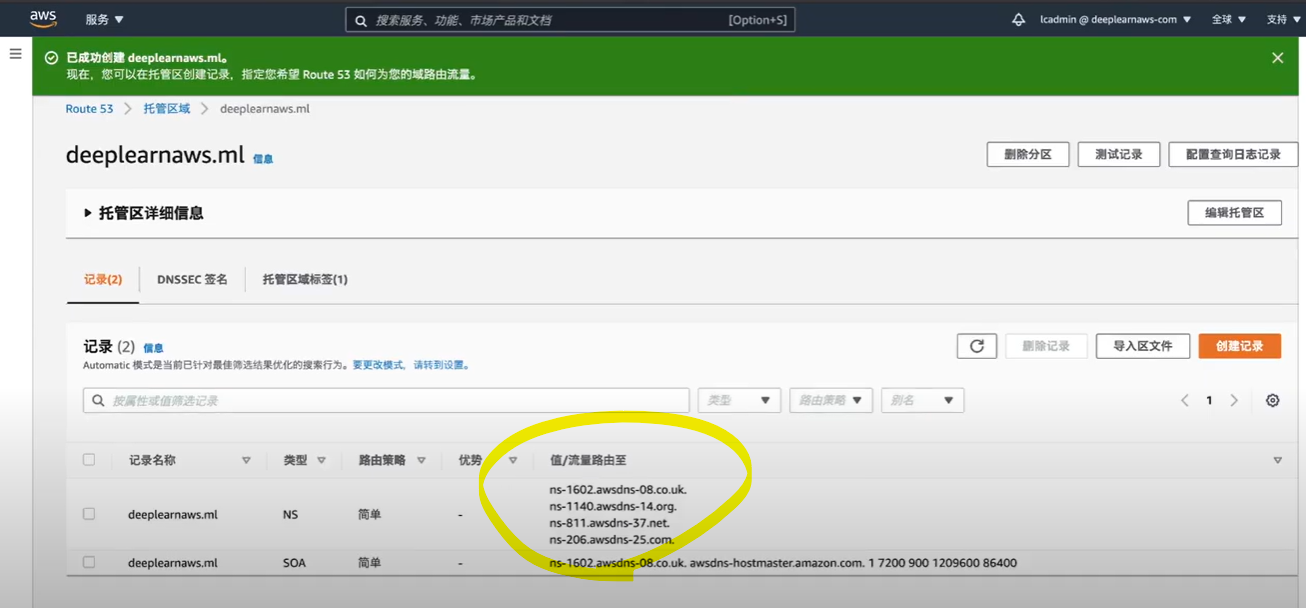 aws
服务 ▼
搜索服务、功能、市场产品和文档 [Option+S]
lcadmin @ deeplearnaws-com ▼
全球 ▼
支持 ▼
已成功创建 deeplearnaws.ml。
现在，您可以在托管区创建记录，指定您希望 Route 53 如何为您的域路由流量。
Route 53 > 托管区域 > deeplearnaws.ml
deeplearnaws.ml 信息
删除分区 测试记录 配置查询日志记录
托管区详细信息
编辑托管区
记录(2) DNSSEC 签名 托管区域标签(1)
记录 (2) 信息
Automatic 模式是当前已针对最佳筛选结果优化的搜索行为。要更改模式，请转到设置。
删除记录 导入区文件 创建记录
按属性或值筛选记录 类型 路由策略 别名 1
记录名称 类型 路由策略 优势 值/流量路由至
deeplearnaws.ml NS 简单 -
ns-1602.awsdns-08.co.uk.
ns-1140.awsdns-14.org.
ns-811.awsdns-37.net.
ns-206.awsdns-25.com.
deeplearnaws.ml SOA 简单 - ns-1602.awsdns-08.co.uk. awsdns-hostmaster.amazon.com. 1 7200 900 1209600 86400